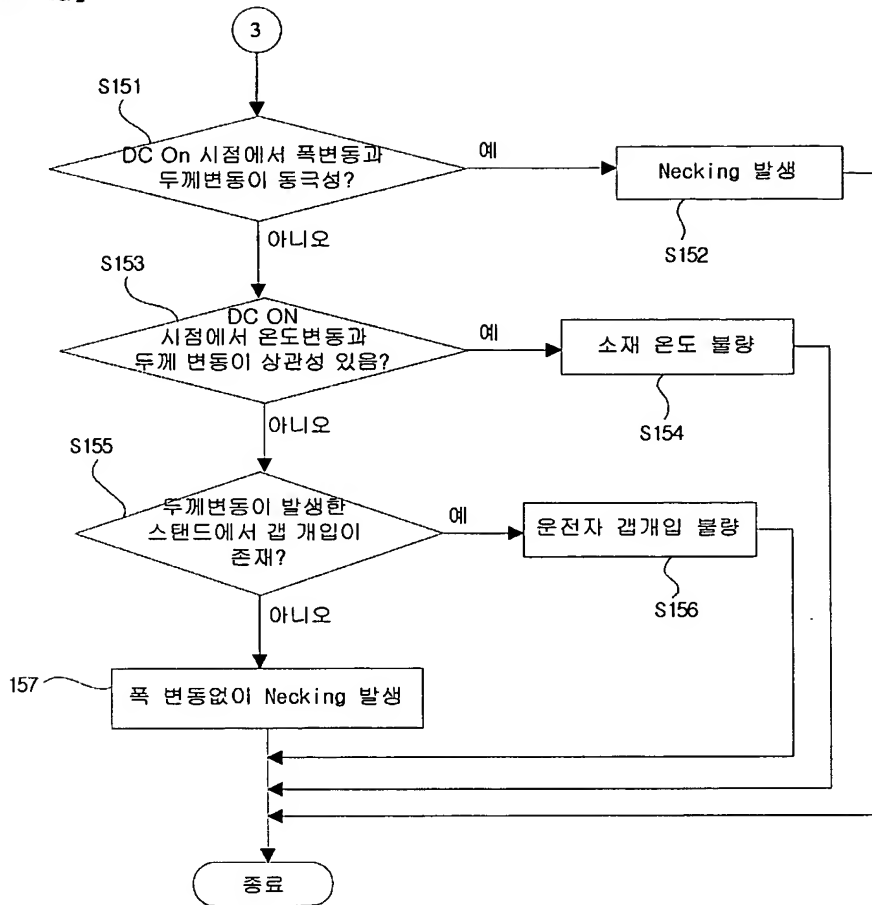 3
S151
DC On 시점에서 폭변동과
두께변동이 동극성?
예
Necking 발생
S152
아니오
S153
DC ON
시점에서 온도변동과
두께 변동이 상관성 있음?
예
소재 온도 불량
S154
아니오
S155
두께변동이 발생한
스탠드에서 갭 개입이
존재?
예
운전자 갭개입 불량
S156
아니오
157
폭 변동없이 Necking 발생
종료